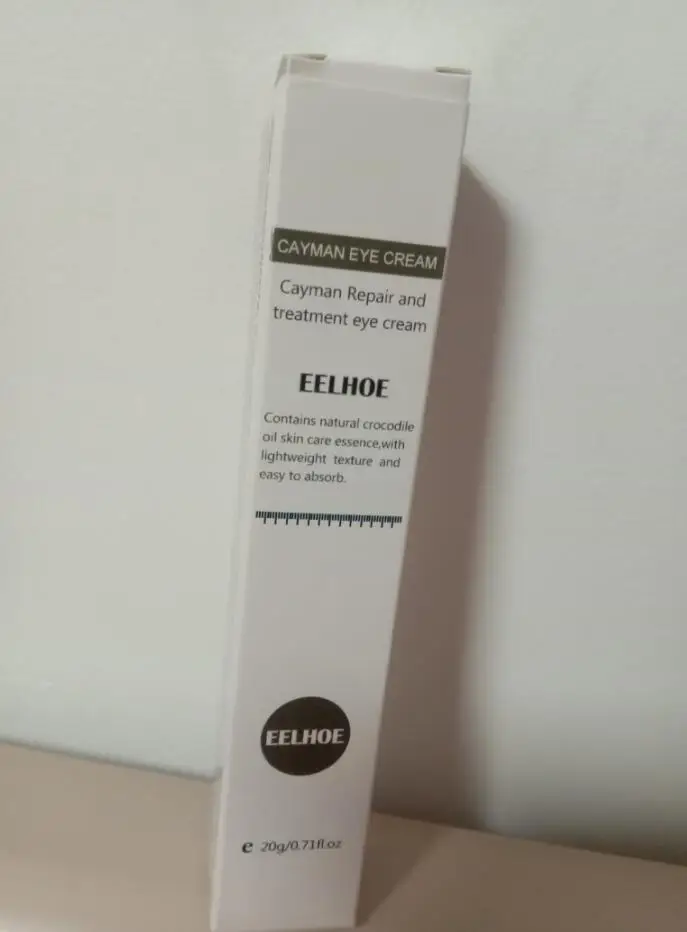 CAYMAN EYE CREAM
Cayman Repair and
treatment eye cream
EELHOE
Contains natural crocodile
oil skin care essence,with
lightweight texture and
easy to absorb.
EELHOE
e 20g/0.71fl.oz